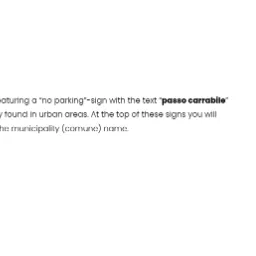 aturing a "no parking"-sign with the text "passo carrabile"
found in urban areas. At the top of these signs you will
he municipality (comune) name.